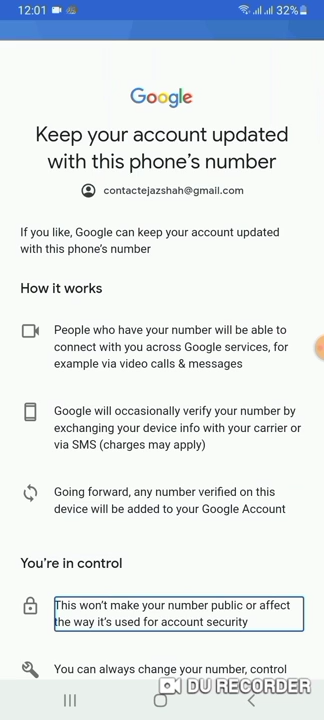 12:01
32%
Google
Keep your account updated
with this phone's number
contactejazshah@gmail.com
If you like, Google can keep your account updated
with this phone's number
How it works
People who have your number will be able to
connect with you across Google services, for
example via video calls & messages
Google will occasionally verify your number by
exchanging your device info with your carrier or
via SMS (charges may apply)
Going forward, any number verified on this
device will be added to your Google Account
You're in control
This won't make your number public or affect
the way it's used for account security
You can always change your number, control
DU RECORDER